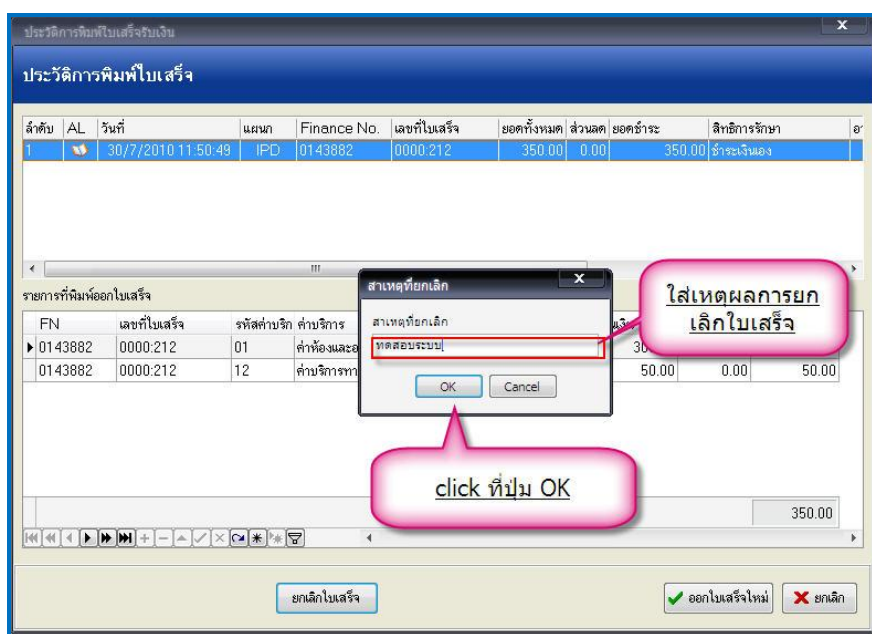 ประวัติการพิมพ์ใบเสร็จรับเงิน x
ประวัติการพิมพ์ใบเสร็จ
ลำดับ AL วันที่ แผนก Finance No. เลขที่ใบเสร็จ ยอดทั้งหมด ส่วนลด ยอดชำระ สิทธิการรักษา
1 30/7/2010 11:50:49 IPD 0143882 0000:212 350.00 0.00 350.00 ชำระเงินเอง
สาเหตุที่ยกเลิก x
ใส่เหตุผลการยก
เลิกใบเสร็จ
รายการที่พิมพ์ออกใบเสร็จ
สาเหตุที่ยกเลิก
FN เลขที่ใบเสร็จ รหัสค่าบริก ค่าบริการ
ทดสอบระบบ
0143882 0000:212 01 ค่าห้องและอ
0143882 0000:212 12 ค่าบริการทา 50.00 0.00 50.00
OK Cancel
click ที่ปุ่ม OK
350.00
ยกเลิกใบเสร็จ ออกใบเสร็จใหม่ ยกเลิก